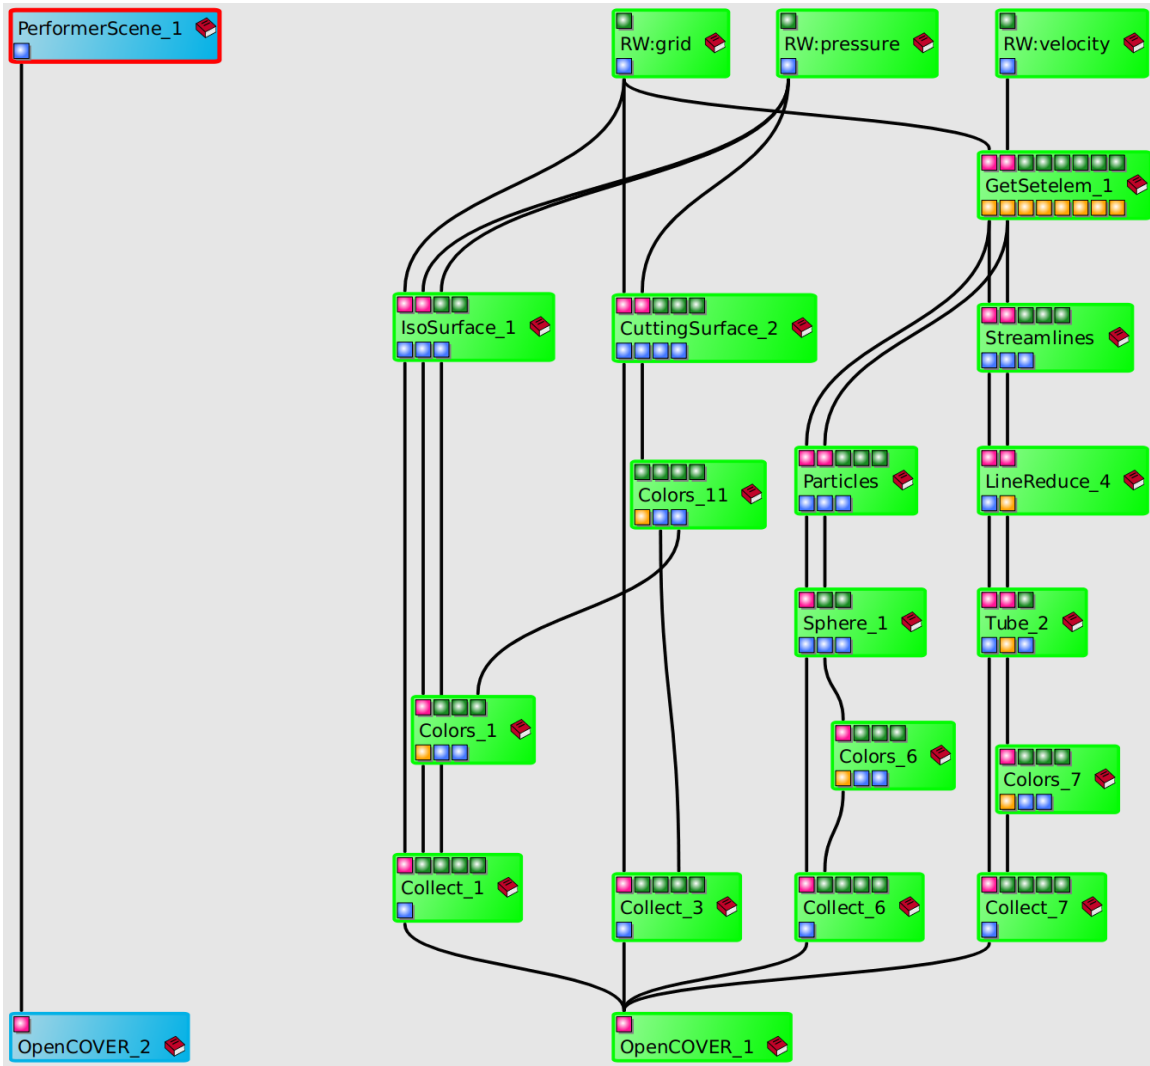 PerformerScene_1
RW:grid
RW:pressure
RW:velocity
GetSetelem_1
IsoSurface_1
CuttingSurface_2
Streamlines
Colors_11
Particles
LineReduce_4
Sphere_1
Tube_2
Colors_1
Colors_6
Colors_7
Collect_1
Collect_3
Collect_6
Collect_7
OpenCOVER_2
OpenCOVER_1